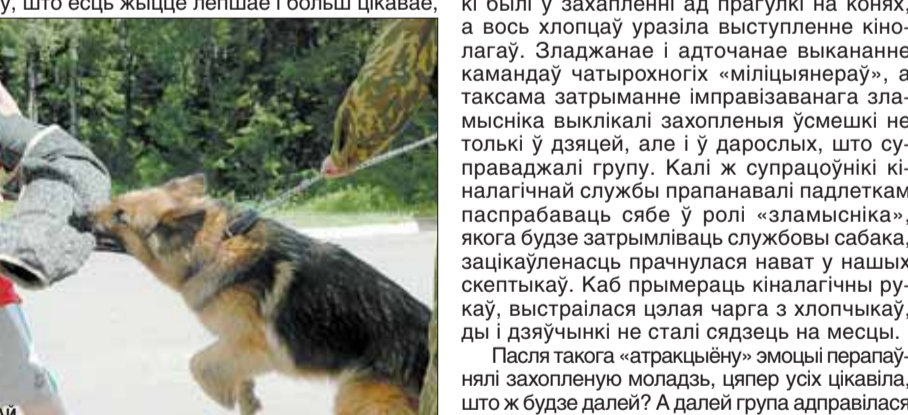 што есць жыццё лепшае і больш цікавае,
АЙ
кі былі ў захапленні ад прагулкі на конях,
а вось хлопцаў уразіла выступленне кіно-
лагаў. Зладжанае і адточанае выкананне
камандаў чатырохногіх «міліцыянераў», а
таксама затрыманне імправізаванага зла-
мысніка выклікалі захопленыя ўсмешкі не
толькі ў дзяцей, але і ў дарослых, што су-
праваджалі групу. Калі ж супрацоўнікі кі-
налагічнай службы прапанавалі падлеткам
паспрабаваць сябе ў ролі «зламысніка»,
якога будзе затрымліваць службовы сабака,
зацікаўленасць прачнулася нават у нашых
скептыкаў. Каб прымераць кіналагічны ру-
каў, выстраілася цэлая чарга з хлопчыкаў,
ды і дзяўчынкі не сталі сядзець на месцы.
Пасля такога «атракцыёну» эмоцыі перапаў-
нялі захопленую моладзь, цяпер усіх цікавіла,
што ж будзе далей? А далей група адправілася